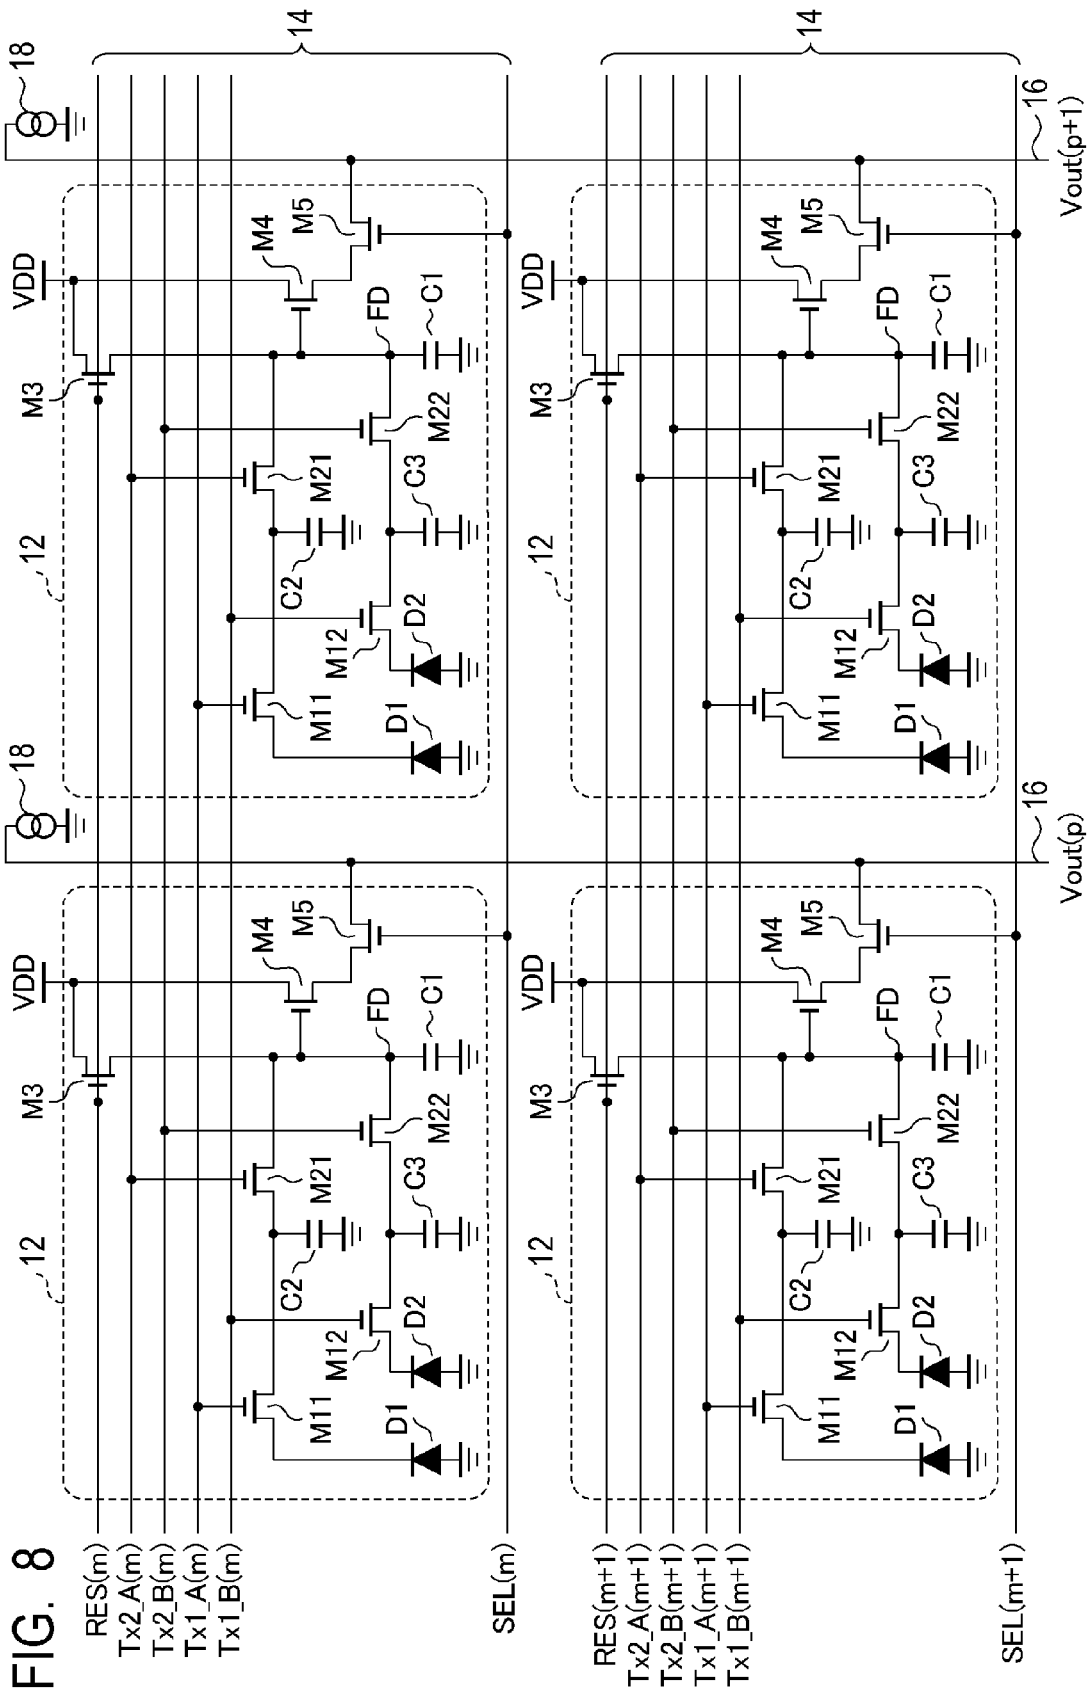 FIG. 8
18
18
VDD
VDD
12
12
M3
M3
M4
M4
M5
M5
M21
M21
M22
M22
FD
FD
C1
C1
C2
C2
C3
C3
M11
M11
M12
M12
D1
D1
D2
D2
RES(m)
Tx2_A(m)
Tx2_B(m)
Tx1_A(m)
Tx1_B(m)
SEL(m)
14
VDD
VDD
12
12
M3
M3
M4
M4
M5
M5
M21
M21
M22
M22
FD
FD
C1
C1
C2
C2
C3
C3
M11
M11
M12
M12
D1
D1
D2
D2
RES(m+1)
Tx2_A(m+1)
Tx2_B(m+1)
Tx1_A(m+1)
Tx1_B(m+1)
SEL(m+1)
14
16
16
Vout(p)
Vout(p+1)